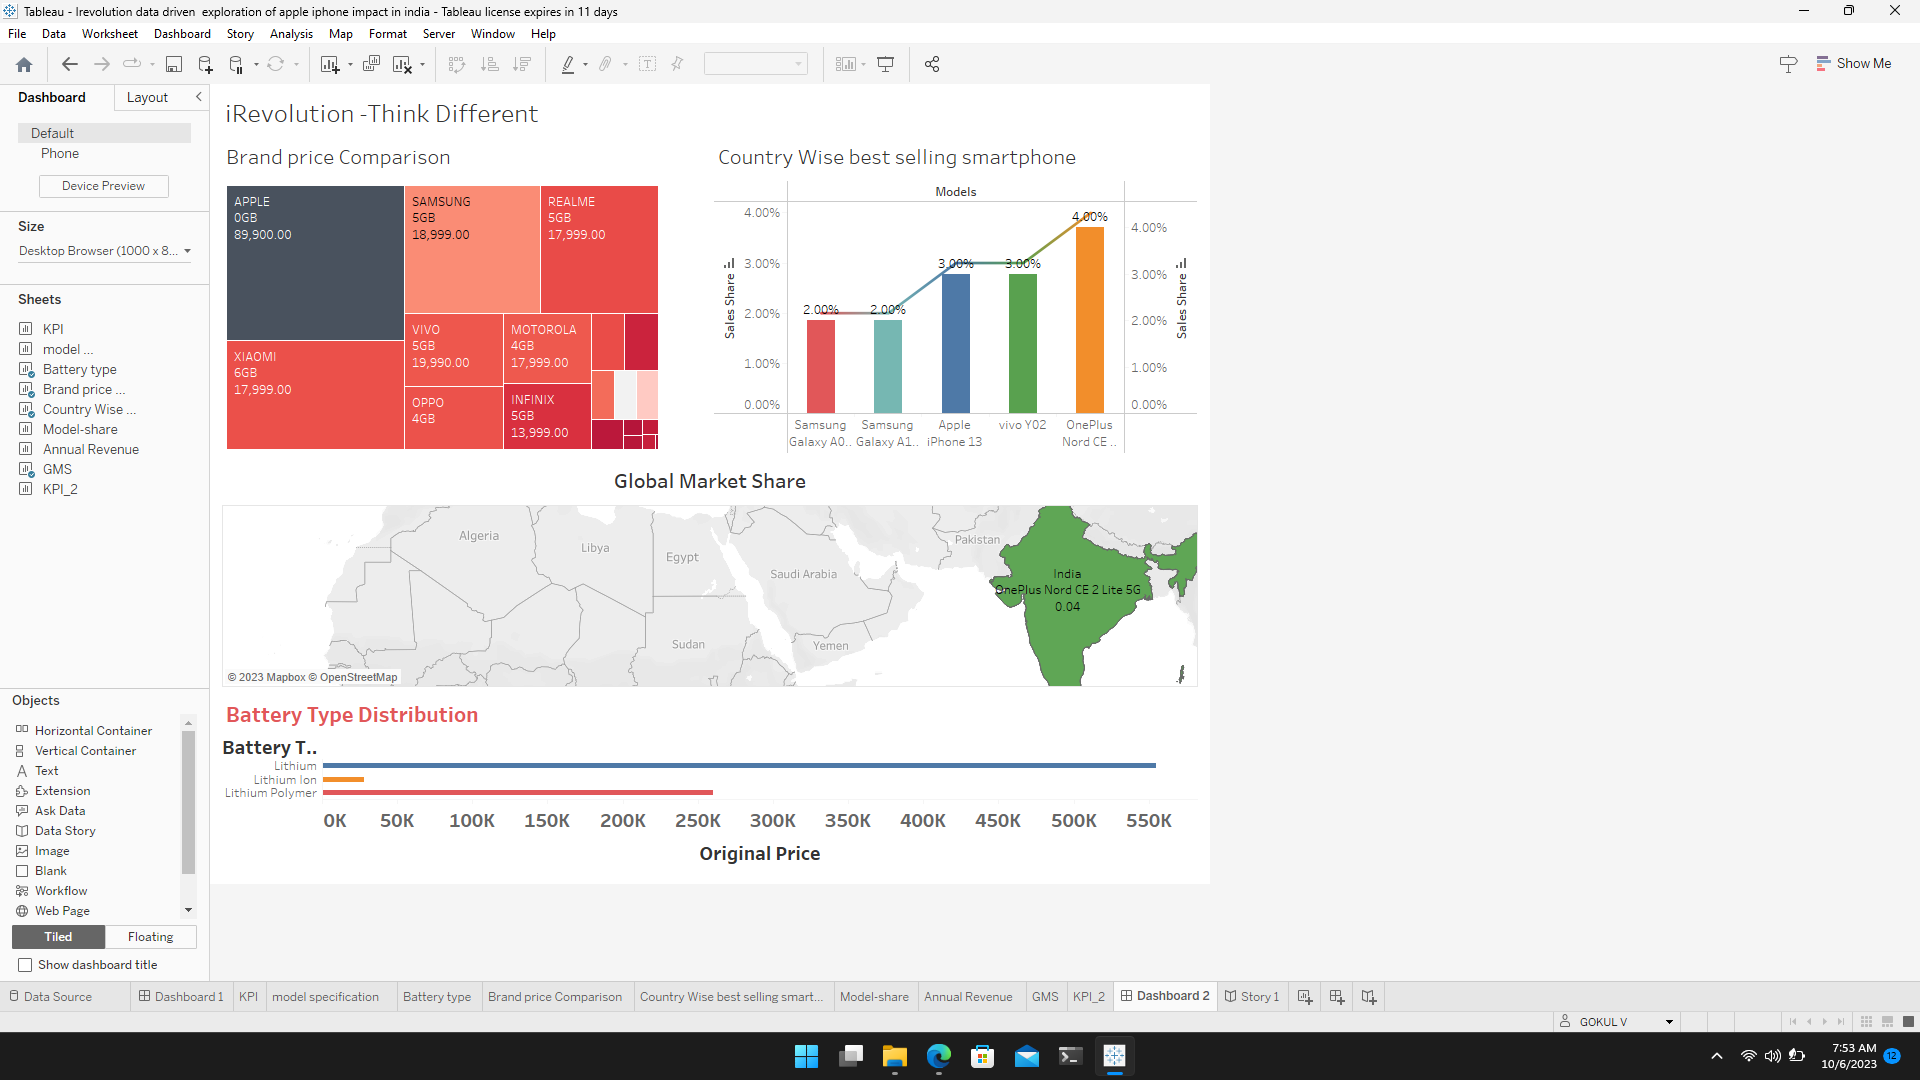 Tableau - Irevolution data driven  exploration of apple iphone impact in india - Tableau license expires in 11 days
File Data Worksheet Dashboard Story Analysis Map Format Server Window Help
Show Me
Dashboard Layout
Default
Phone
Device Preview
Size
Desktop Browser (1000 x 8...
Sheets
KPI
model ...
Battery type
Brand price ...
Country Wise ...
Model-share
Annual Revenue
GMS
KPI_2
Objects
Horizontal Container
Vertical Container
Text
Extension
Ask Data
Data Story
Image
Blank
Workflow
Web Page
Tiled Floating
Show dashboard title
iRevolution -Think Different
Brand price Comparison
APPLE
0GB
89,900.00
SAMSUNG
5GB
18,999.00
REALME
5GB
17,999.00
XIAOMI
6GB
17,999.00
VIVO
5GB
19,990.00
MOTOROLA
4GB
17,999.00
OPPO
4GB
INFINIX
5GB
13,999.00
Country Wise best selling smartphone
Models
4.00%
3.00%
2.00%
1.00%
0.00%
Sales Share
2.00% 2.00% 3.00% 3.00% 4.00%
4.00%
3.00%
2.00%
1.00%
0.00%
Sales Share
Samsung
Galaxy A0..
Samsung
Galaxy A1..
Apple
iPhone 13
vivo Y02
OnePlus
Nord CE ..
Global Market Share
Algeria
Libya
Egypt
Saudi Arabia
Pakistan
Sudan
Yemen
India
OnePlus Nord CE 2 Lite 5G
0.04
© 2023 Mapbox © OpenStreetMap
Battery Type Distribution
Battery T..
Lithium
Lithium Ion
Lithium Polymer
0K 50K 100K 150K 200K 250K 300K 350K 400K 450K 500K 550K
Original Price
Data Source Dashboard 1 KPI model specification Battery type Brand price Comparison Country Wise best selling smart... Model-share Annual Revenue GMS KPI_2 Dashboard 2 Story 1
GOKUL V
7:53 AM
10/6/2023
12